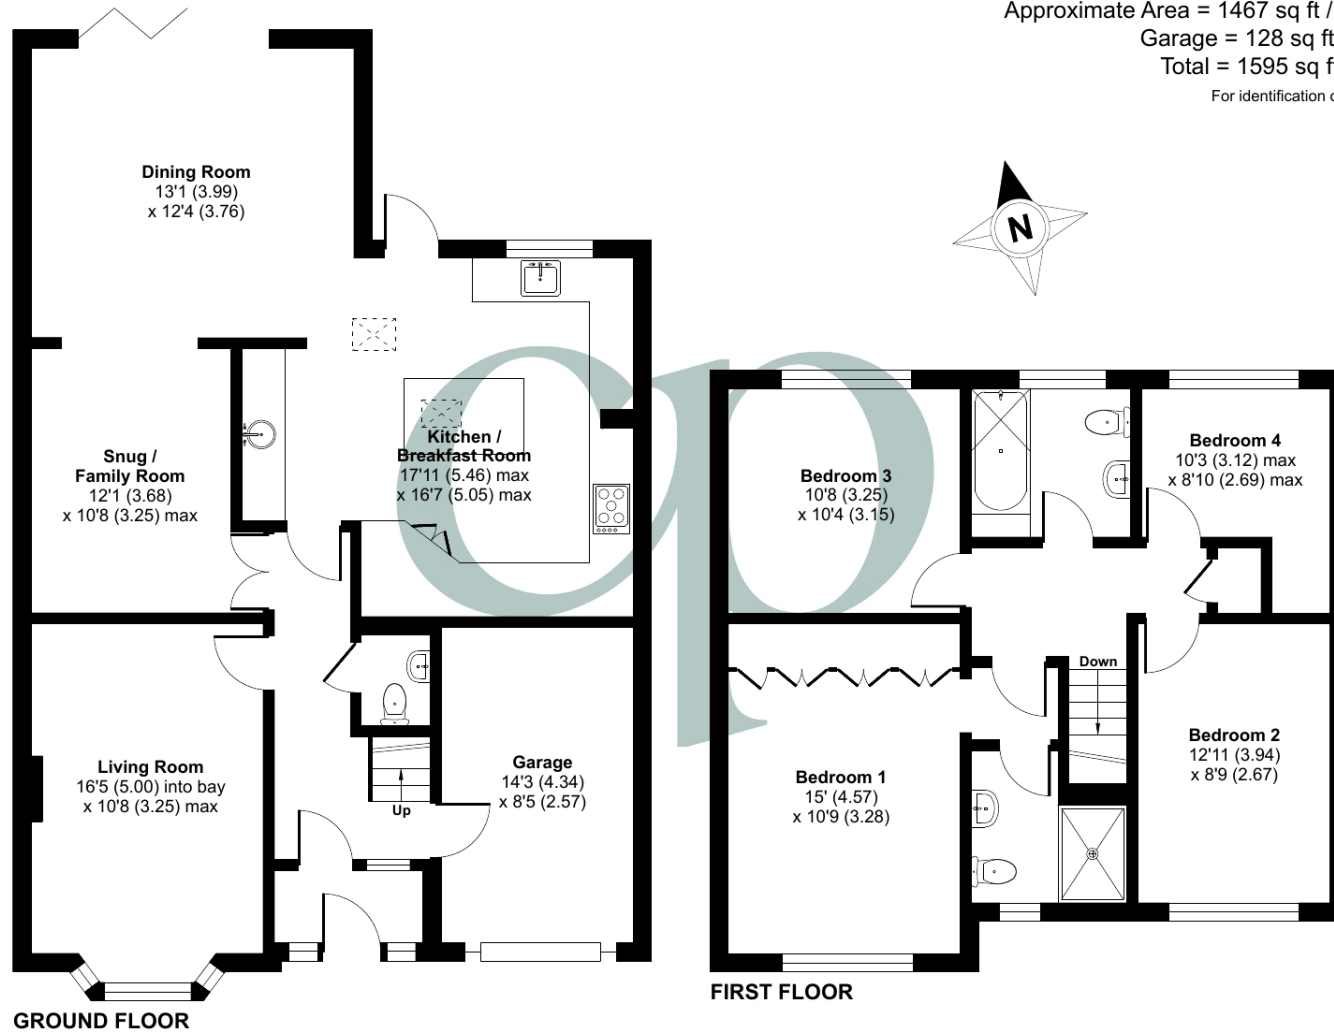 Approximate Area = 1467 sq ft /
Garage = 128 sq ft
Total = 1595 sq ft
For identification
N
Dining Room
13'1 (3.99)
x 12'4 (3.76)
Kitchen /
Breakfast Room
17'11 (5.46) max
x 16'7 (5.05) max
Snug /
Family Room
12'1 (3.68)
x 10'8 (3.25) max
Living Room
16'5 (5.00) into bay
x 10'8 (3.25) max
Garage
14'3 (4.34)
x 8'5 (2.57)
Up
GROUND FLOOR
Bedroom 3
10'8 (3.25)
x 10'4 (3.15)
Bedroom 4
10'3 (3.12) max
x 8'10 (2.69) max
Down
Bedroom 1
15' (4.57)
x 10'9 (3.28)
Bedroom 2
12'11 (3.94)
x 8'9 (2.67)
FIRST FLOOR
cp